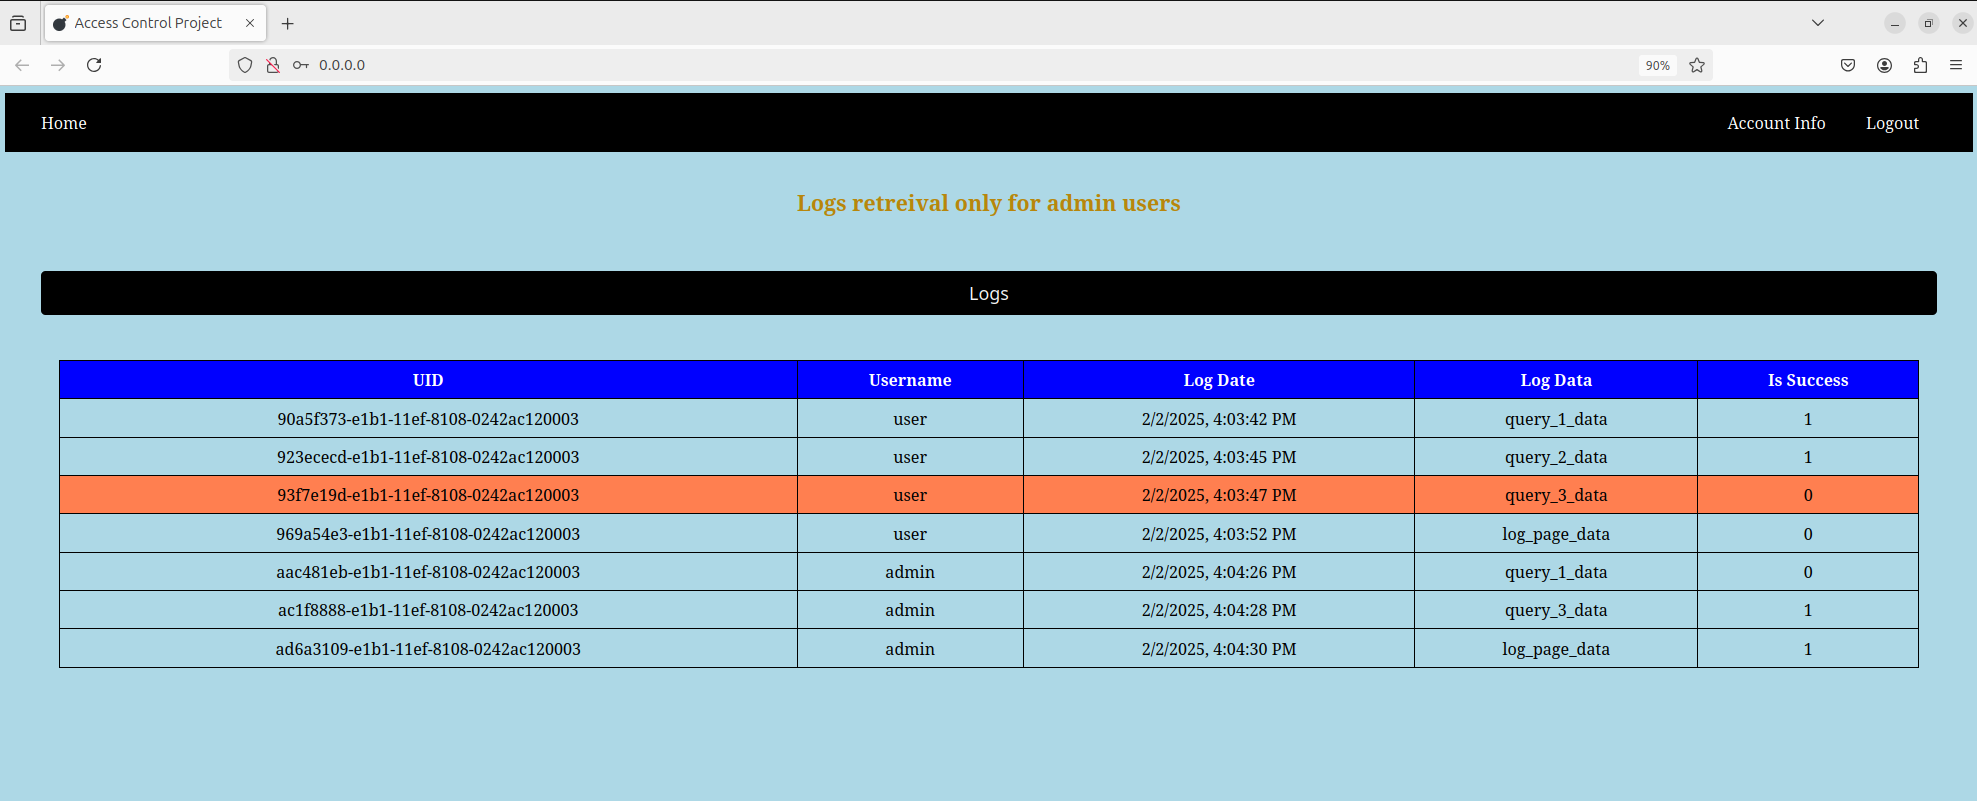 Access Control Project
0.0.0.0
90%
Home
Account Info
Logout
Logs retreival only for admin users
Logs
UID Username Log Date Log Data Is Success
90a5f373-e1b1-11ef-8108-0242ac120003 user 2/2/2025, 4:03:42 PM query_1_data 1
923ececd-e1b1-11ef-8108-0242ac120003 user 2/2/2025, 4:03:45 PM query_2_data 1
93f7e19d-e1b1-11ef-8108-0242ac120003 user 2/2/2025, 4:03:47 PM query_3_data 0
969a54e3-e1b1-11ef-8108-0242ac120003 user 2/2/2025, 4:03:52 PM log_page_data 0
aac481eb-e1b1-11ef-8108-0242ac120003 admin 2/2/2025, 4:04:26 PM query_1_data 0
ac1f8888-e1b1-11ef-8108-0242ac120003 admin 2/2/2025, 4:04:28 PM query_3_data 1
ad6a3109-e1b1-11ef-8108-0242ac120003 admin 2/2/2025, 4:04:30 PM log_page_data 1